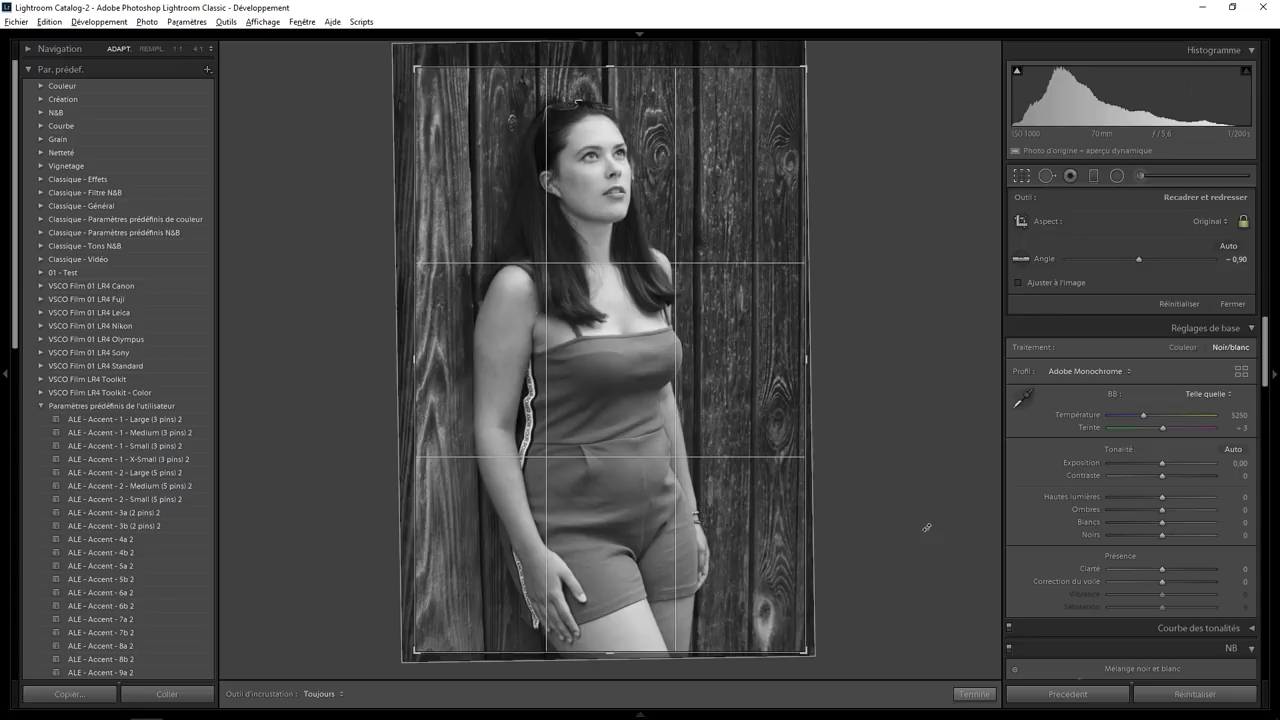 Lightroom Catalog-2 - Adobe Photoshop Lightroom Classic - Développement
Fichier Edition Développement Photo Paramètres Outils Affichage Fenêtre Aide Scripts
Navigation ADAPT. REMPL. 1:1 4:1
Par. prédef.
Couleur
Création
N&B
Courbe
Grain
Netteté
Vignetage
Classique - Effets
Classique - Filtre N&B
Classique - Général
Classique - Paramètres prédéfinis de couleur
Classique - Paramètres prédéfinis N&B
Classique - Tons N&B
Classique - Vidéo
01 - Test
VSCO Film 01 LR4 Canon
VSCO Film 01 LR4 Fuji
VSCO Film 01 LR4 Leica
VSCO Film 01 LR4 Nikon
VSCO Film 01 LR4 Olympus
VSCO Film 01 LR4 Sony
VSCO Film 01 LR4 Standard
VSCO Film LR4 Toolkit
VSCO Film LR4 Toolkit - Color
Paramètres prédéfinis de l'utilisateur
ALE - Accent - 1 - Large (3 pins) 2
ALE - Accent - 1 - Medium (3 pins) 2
ALE - Accent - 1 - Small (3 pins) 2
ALE - Accent - 1 - X-Small (3 pins) 2
ALE - Accent - 2 - Large (5 pins) 2
ALE - Accent - 2 - Medium (5 pins) 2
ALE - Accent - 2 - Small (5 pins) 2
ALE - Accent - 3a (2 pins) 2
ALE - Accent - 3b (2 pins) 2
ALE - Accent - 4a 2
ALE - Accent - 4b 2
ALE - Accent - 5a 2
ALE - Accent - 5b 2
ALE - Accent - 6a 2
ALE - Accent - 6b 2
ALE - Accent - 7a 2
ALE - Accent - 7b 2
ALE - Accent - 8a 2
ALE - Accent - 8b 2
ALE - Accent - 9a 2
Copier... Coller
Outil d'incrustation : Toujours
Terminé
Histogramme
ISO 1000 70 mm ƒ / 5,6 1/200s
Photo d'origine + aperçu dynamique
Outil : Recadrer et redresser
Aspect : Original
Auto
Angle - 0,90
Ajuster à l'image
Réinitialiser Fermer
Réglages de base
Traitement : Couleur Noir/blanc
Profil : Adobe Monochrome
BB : Telle quelle
Température 5250
Teinte + 3
Tonalité Auto
Exposition 0,00
Contraste 0
Hautes lumières 0
Ombres 0
Blancs 0
Noirs 0
Présence
Clarté 0
Correction du voile 0
Vibrance 0
Saturation 0
Courbe des tonalités
NB
Mélange noir et blanc
Précédent Réinitialiser